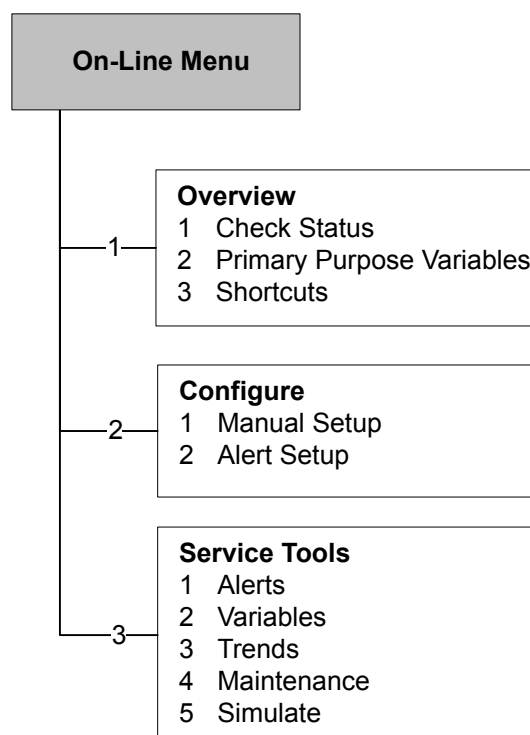 On-Line Menu
1
Overview
1 Check Status
2 Primary Purpose Variables
3 Shortcuts
2
Configure
1 Manual Setup
2 Alert Setup
3
Service Tools
1 Alerts
2 Variables
3 Trends
4 Maintenance
5 Simulate